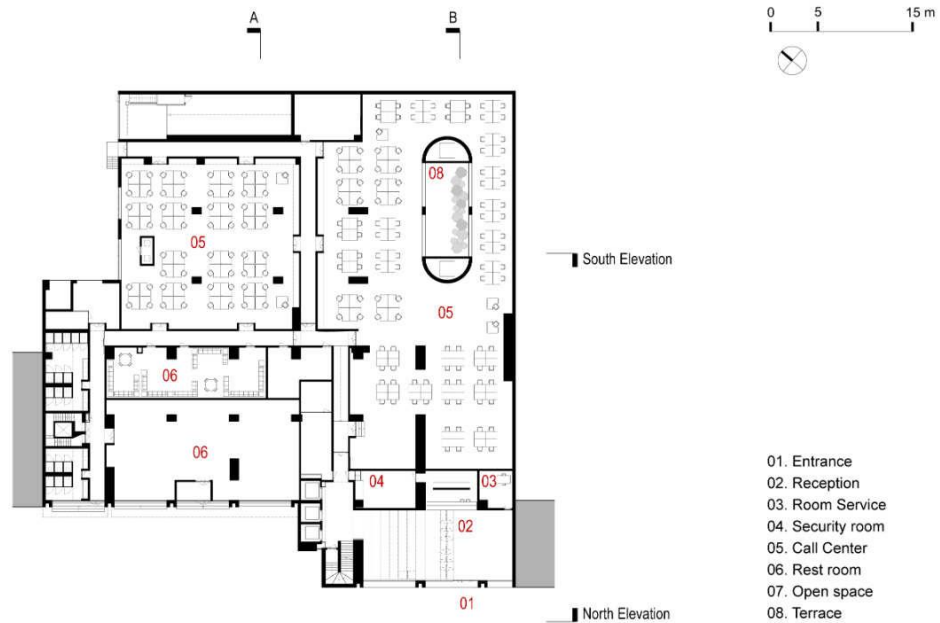 A
B
0 5 15 m
08
05
South Elevation
05
06
06
04
03
02
01
North Elevation
01. Entrance
02. Reception
03. Room Service
04. Security room
05. Call Center
06. Rest room
07. Open space
08. Terrace